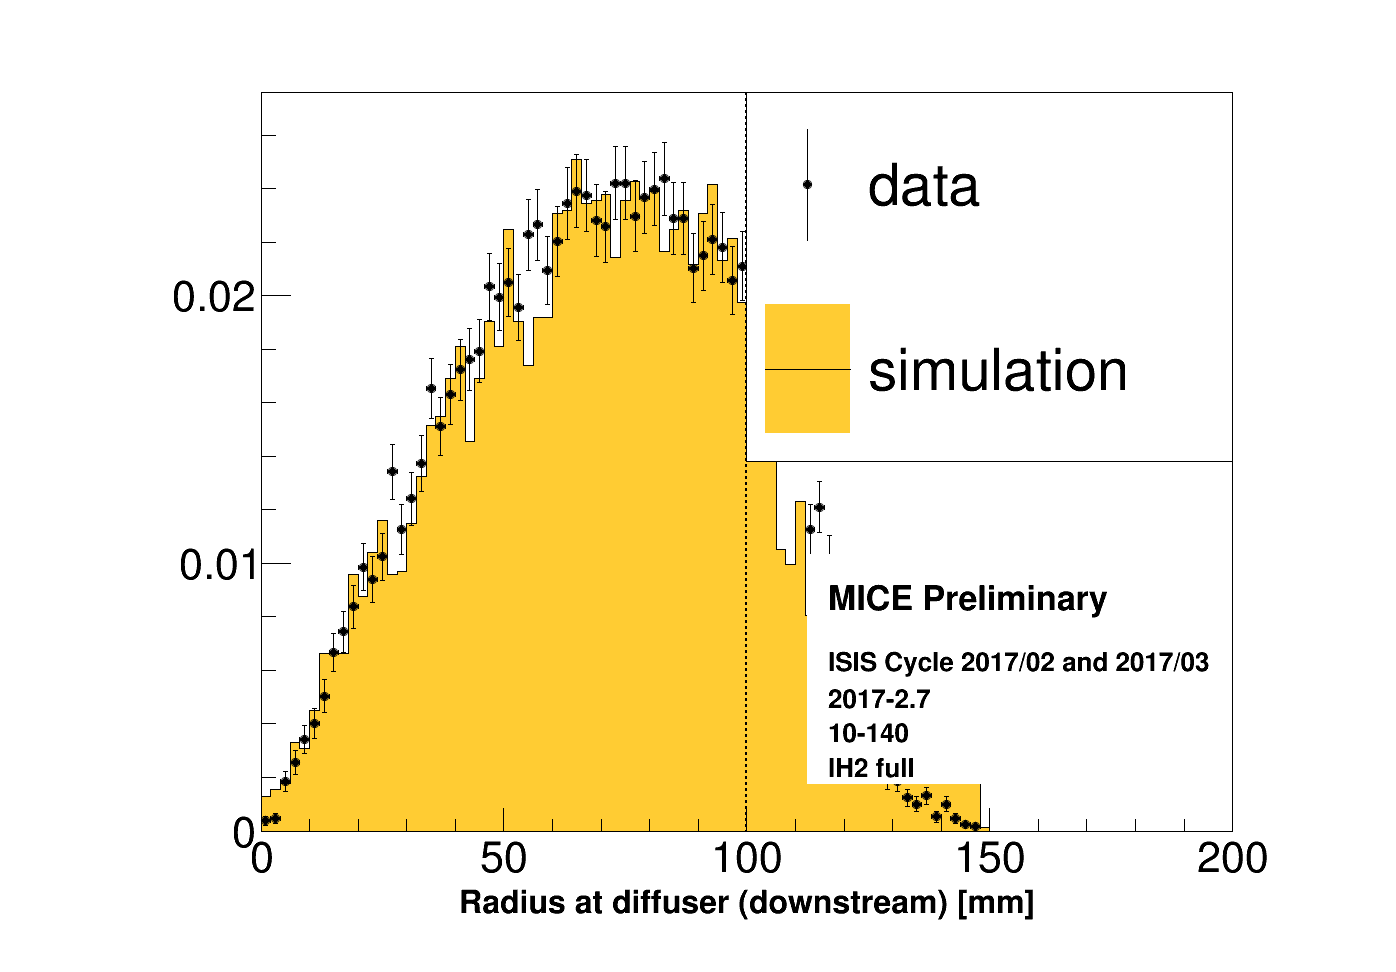 data
simulation
0.02
0.01
0
MICE Preliminary
ISIS Cycle 2017/02 and 2017/03
2017-2.7
10-140
IH2 full
0 50 100 150 200
Radius at diffuser (downstream) [mm]